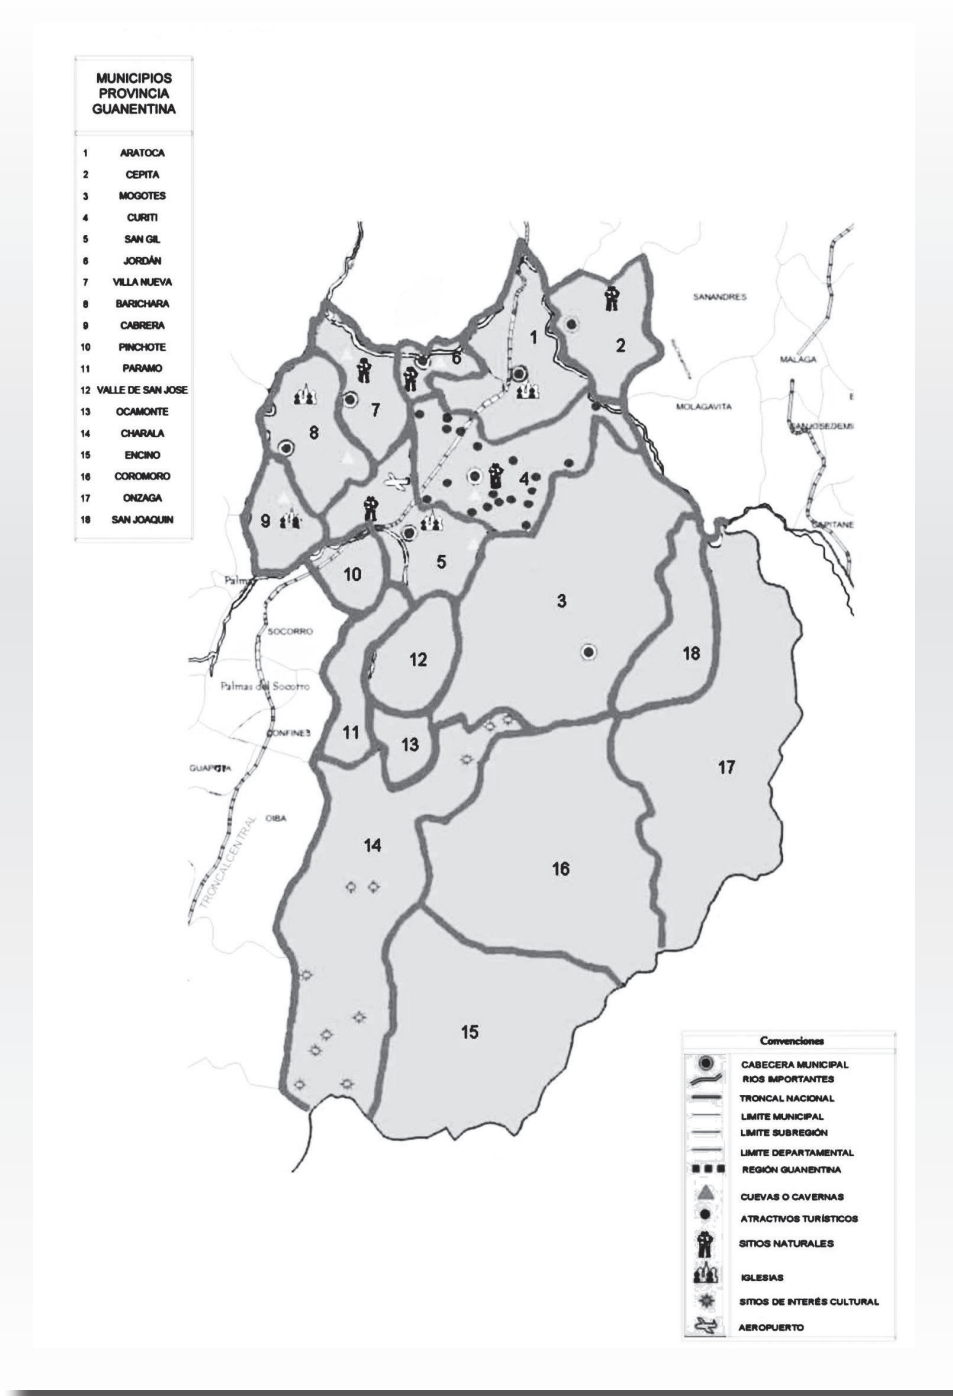 MUNICIPIOS
PROVINCIA
GUANENTINA
1 ARATOCA
2 CEPITA
3 MOGOTES
4 CURITI
5 SAN GIL
6 JORDÁN
7 VILLA NUEVA
8 BARICHARA
9 CABRERA
10 PINCHOTE
11 PARAMO
12 VALLE DE SAN JOSE
13 OCAMONTE
14 CHARALA
15 ENCINO
16 COROMORO
17 ONZAGA
18 SAN JOAQUIN
SANANDRES
1
2
6
MALAGA
MOLAGAVITA
7
8
4
9
5
10
3
SOCORRO
12
18
Palmas del Socorro
11
13
17
OIBA
TRONCALCENTRAL
14
16
15
Convenciones
CABECERA MUNICIPAL
RIOS IMPORTANTES
TRONCAL NACIONAL
LIMITE MUNICIPAL
LIMITE SUBREGIÓN
LIMITE DEPARTAMENTAL
REGIÓN GUANENTINA
CUEVAS O CAVERNAS
ATRACTIVOS TURÍSTICOS
SITIOS NATURALES
IGLESIAS
SITIOS DE INTERÉS CULTURAL
AEROPUERTO